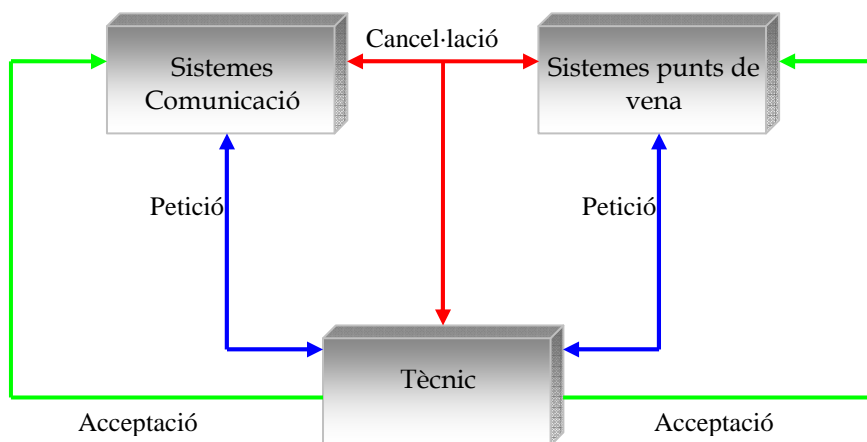 Cancel·lació
Sistemes
Comunicació
Sistemes punts de
vena
Petició
Petició
Tècnic
Acceptació
Acceptació